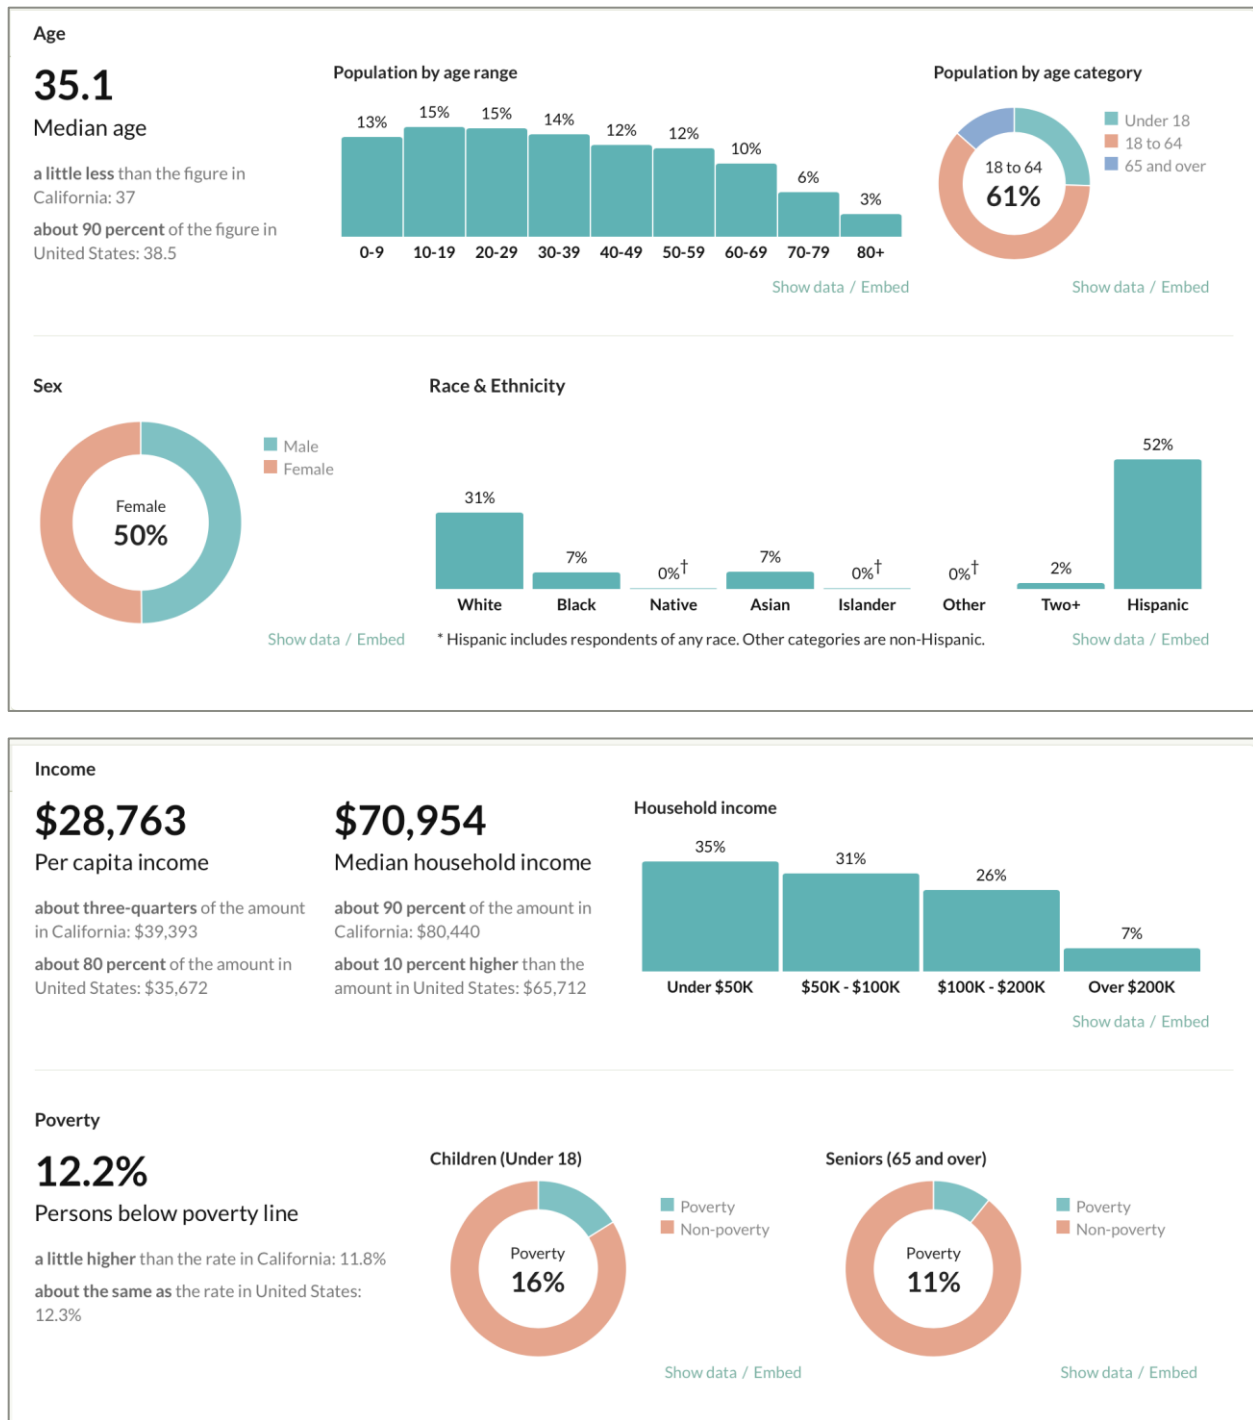 Age
35.1
Median age
a little less than the figure in
California: 37
about 90 percent of the figure in
United States: 38.5
Population by age range
13%
15%
15%
14%
12%
12%
10%
6%
3%
0-9
10-19
20-29
30-39
40-49
50-59
60-69
70-79
80+
Show data / Embed
Population by age category
18 to 64
61%
Under 18
18 to 64
65 and over
Show data / Embed
Sex
Female
50%
Male
Female
Show data / Embed
Race & Ethnicity
31%
7%
0%†
7%
0%†
0%†
2%
52%
White
Black
Native
Asian
Islander
Other
Two+
Hispanic
* Hispanic includes respondents of any race. Other categories are non-Hispanic.
Show data / Embed
Income
$28,763
Per capita income
about three-quarters of the amount
in California: $39,393
about 80 percent of the amount in
United States: $35,672
$70,954
Median household income
about 90 percent of the amount in
California: $80,440
about 10 percent higher than the
amount in United States: $65,712
Household income
35%
31%
26%
7%
Under $50K
$50K - $100K
$100K - $200K
Over $200K
Show data / Embed
Poverty
12.2%
Persons below poverty line
a little higher than the rate in California: 11.8%
about the same as the rate in United States:
12.3%
Children (Under 18)
Poverty
16%
Poverty
Non-poverty
Show data / Embed
Seniors (65 and over)
Poverty
11%
Poverty
Non-poverty
Show data / Embed